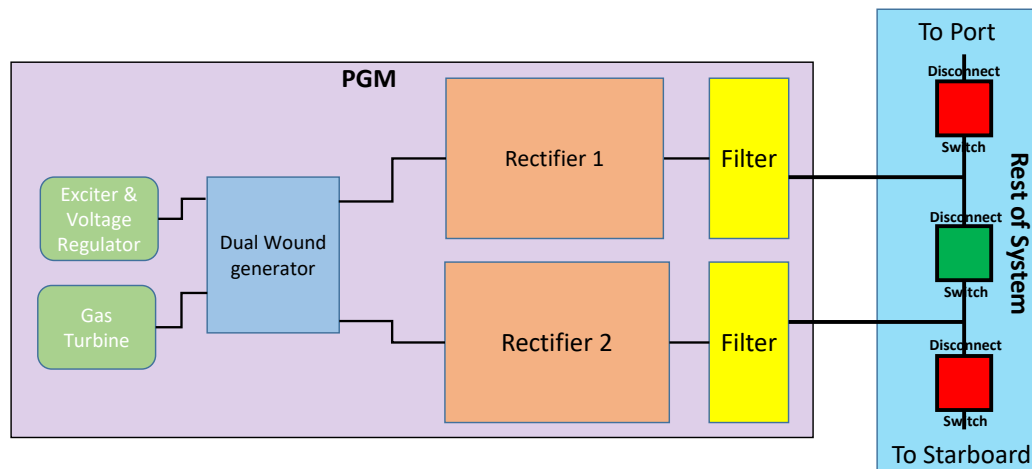 PGM
Exciter &
Voltage
Regulator
Gas
Turbine
Dual Wound
generator
Rectifier 1
Filter
Rectifier 2
Filter
To Port
Disconnect
Switch
Disconnect
Switch
Disconnect
Switch
To Starboard
Rest of System